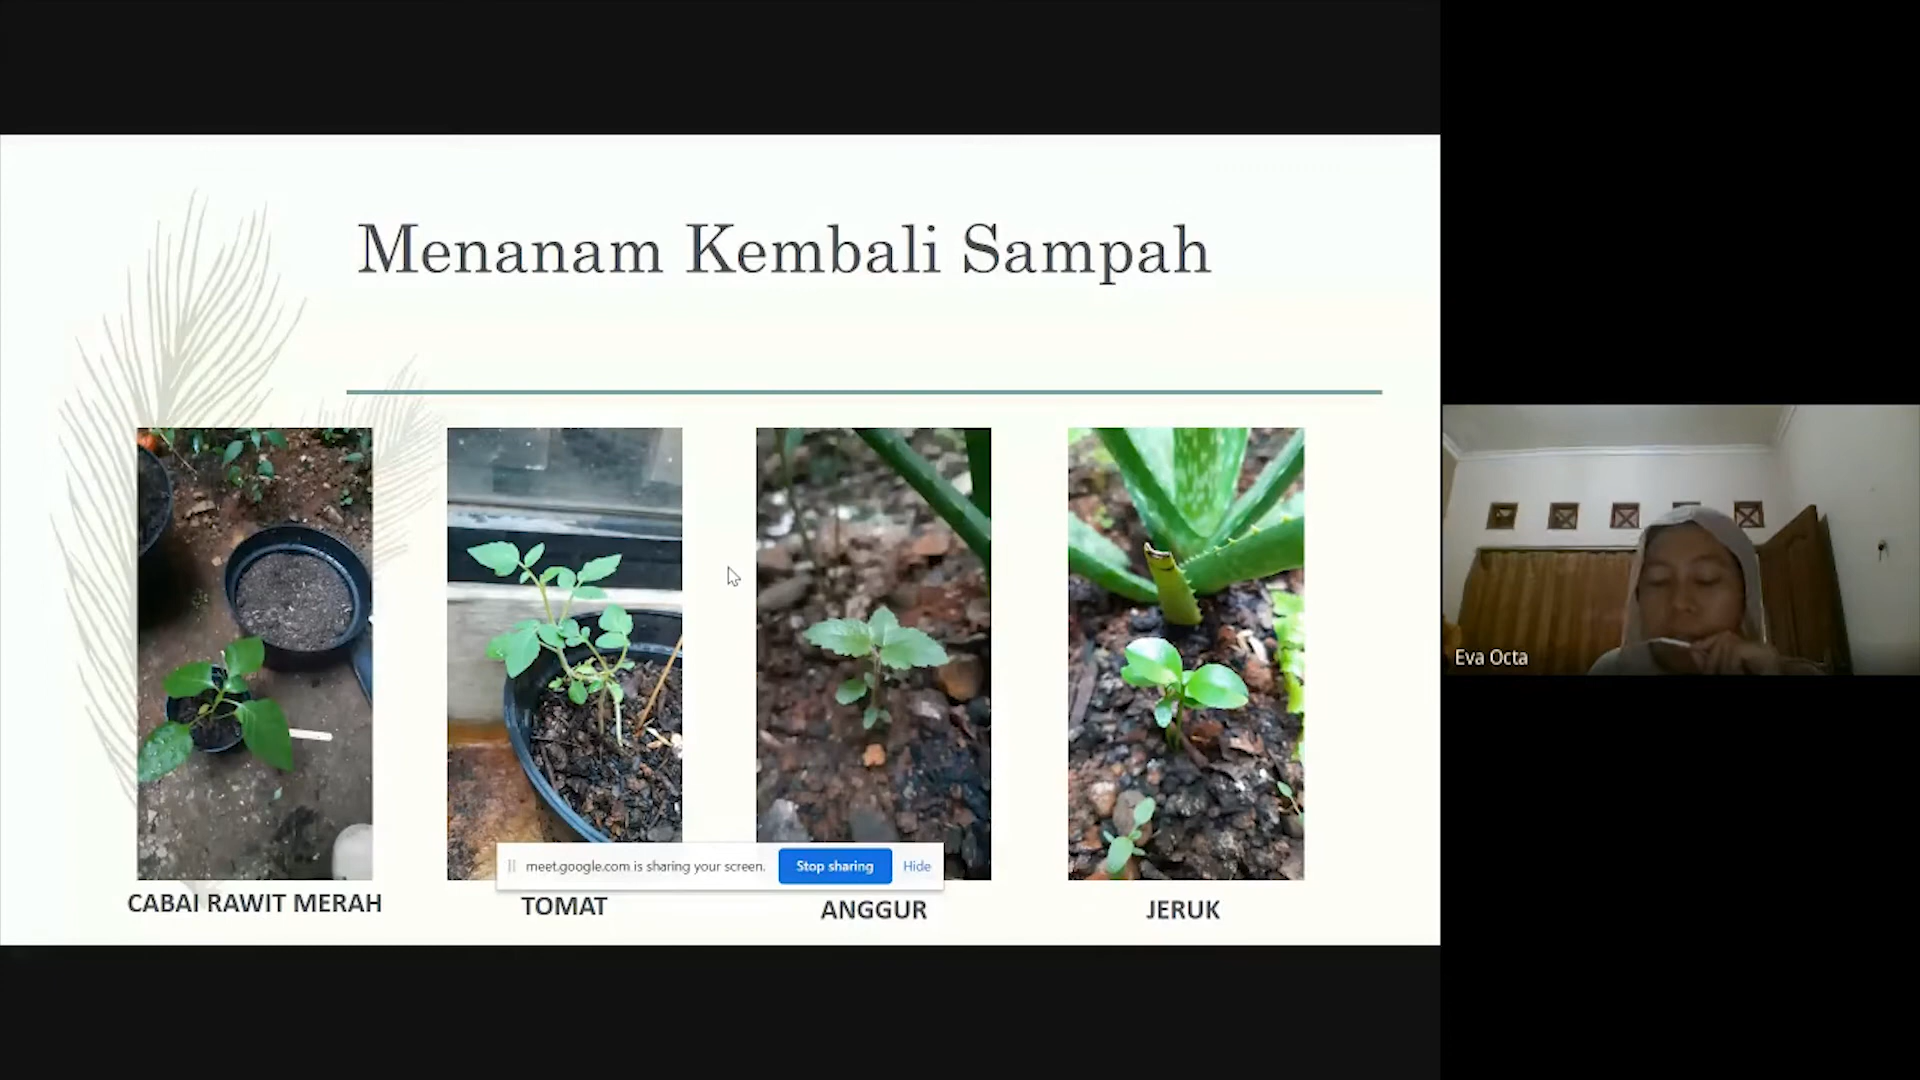 Menanam Kembali Sampah
meet.google.com is sharing your screen.
Stop sharing
Hide
CABAI RAWIT MERAH
TOMAT
ANGGUR
JERUK
Eva Octa